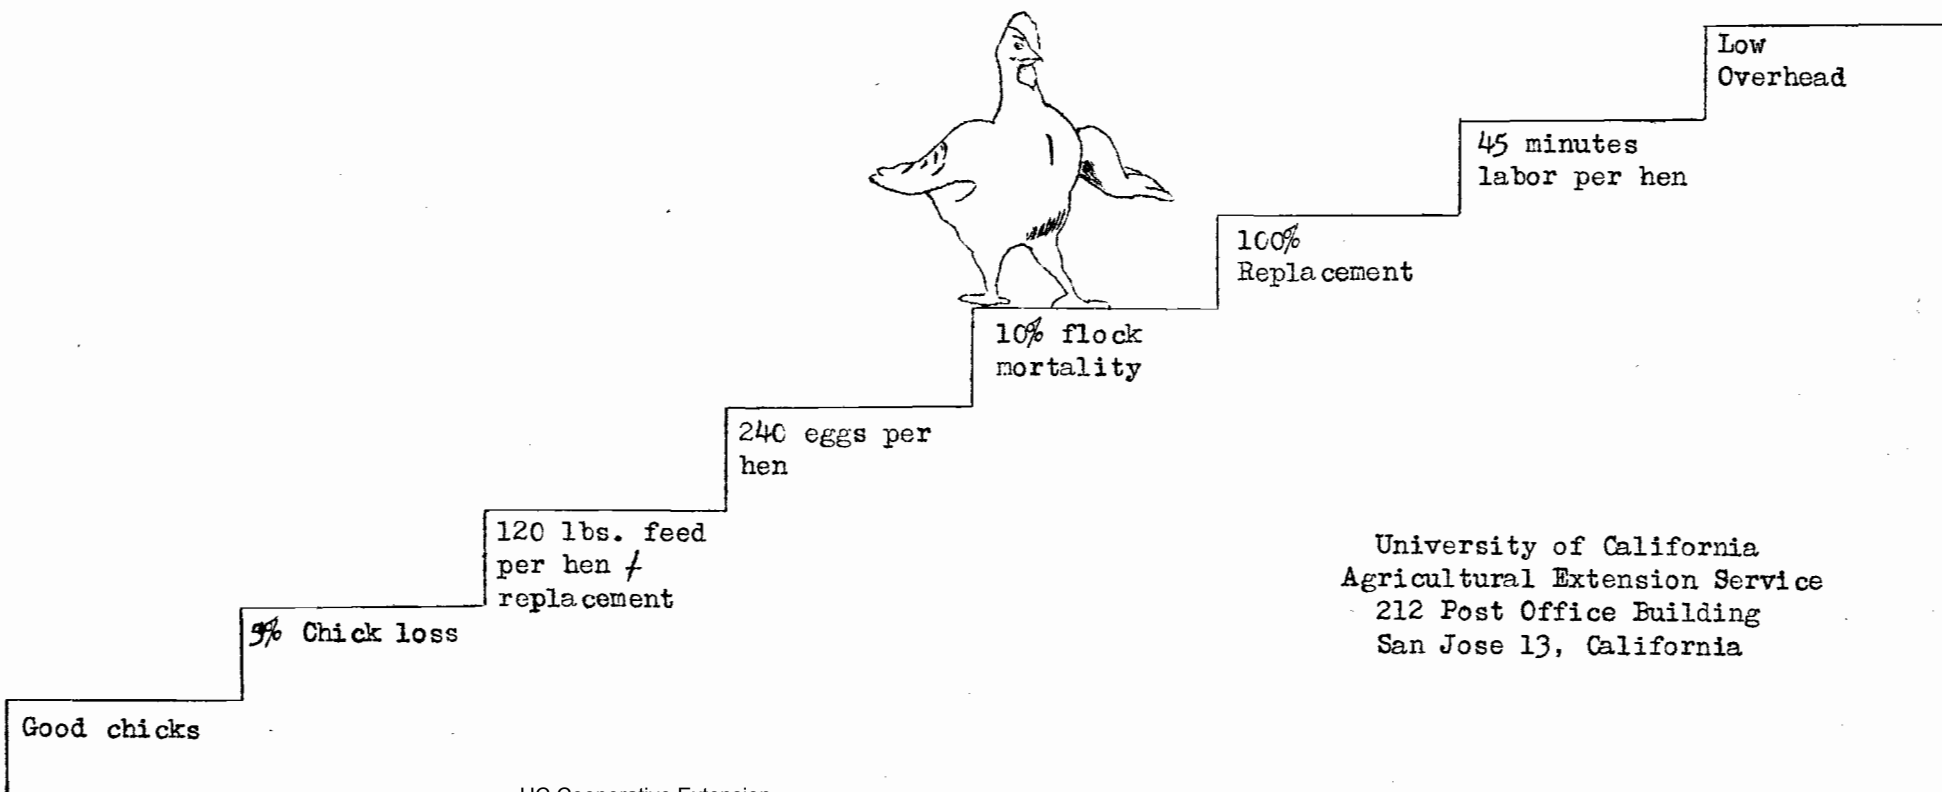 Low
Overhead
45 minutes
labor per hen
100%
Replacement
10% flock
mortality
240 eggs per
hen
120 lbs. feed
per hen /
replacement
University of California
Agricultural Extension Service
212 Post Office Building
San Jose 13, California
Chick loss
Good chicks
UC Cooperative Extension